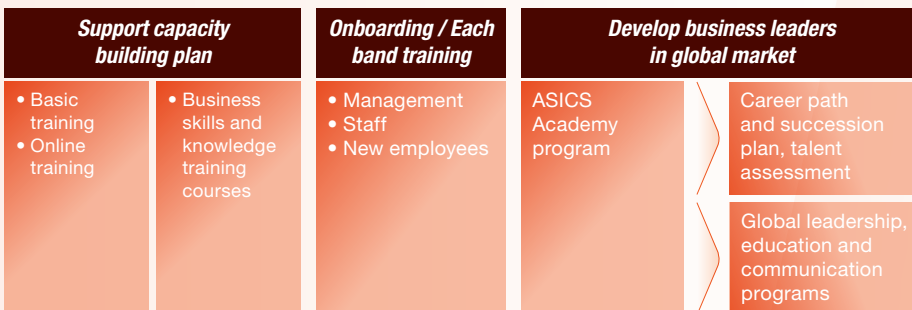 Support capacity
building plan
• Basic
training
• Online
training
• Business
skills and
knowledge
training
courses
Onboarding / Each
band training
• Management
• Staff
• New employees
Develop business leaders
in global market
ASICS
Academy
program
Career path
and succession
plan, talent
assessment
Global leadership,
education and
communication
programs